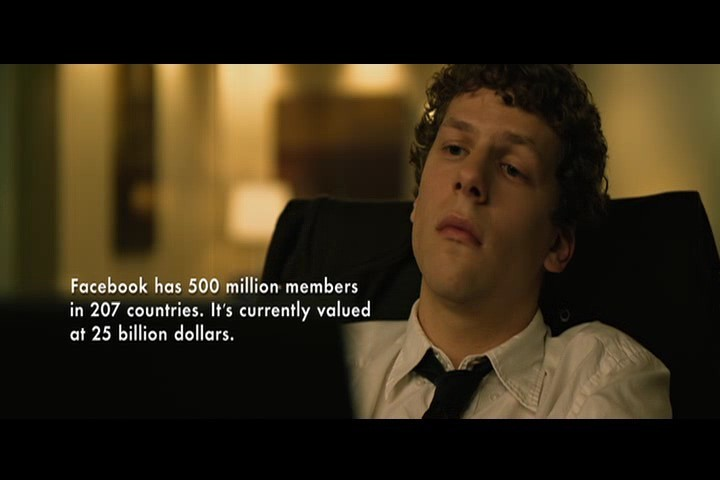 Facebook has 500 million members
in 207 countries. It's currently valued
at 25 billion dollars.